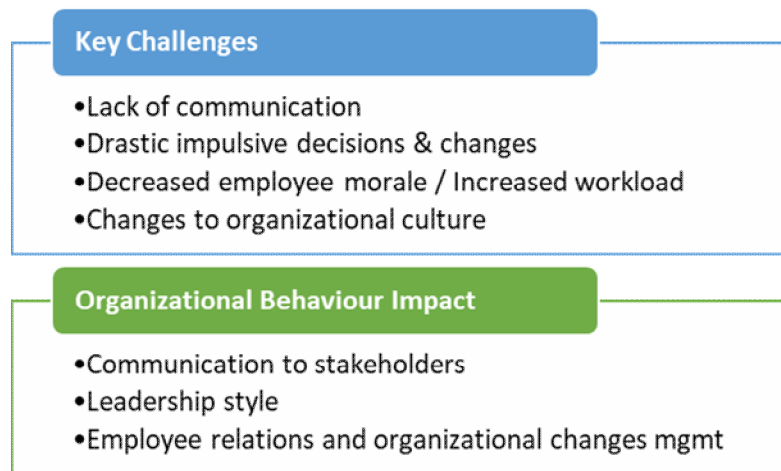 Key Challenges
•Lack of communication
•Drastic impulsive decisions & changes
•Decreased employee morale / Increased workload
•Changes to organizational culture
Organizational Behaviour Impact
•Communication to stakeholders
•Leadership style
•Employee relations and organizational changes mgmt